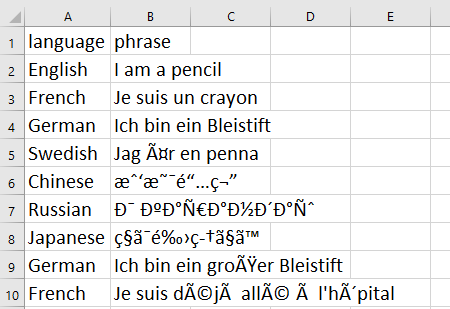 A B C D E
1 language phrase
2 English I am a pencil
3 French Je suis un crayon
4 German Ich bin ein Bleistift
5 Swedish Jag Ã¤r en penna
6 Chinese æˆ‘æ˜¯é“…ç¬”
7 Russian Ð¯ ÐºÐ°Ñ€Ð°Ð½Ð´Ð°Ñˆ
8 Japanese ç§ã¯é‰›ç-†ã§ã™
9 German Ich bin ein groÃŸer Bleistift
10 French Je suis dÃ©jÃ  allÃ© Ã  l'hÃ´pital